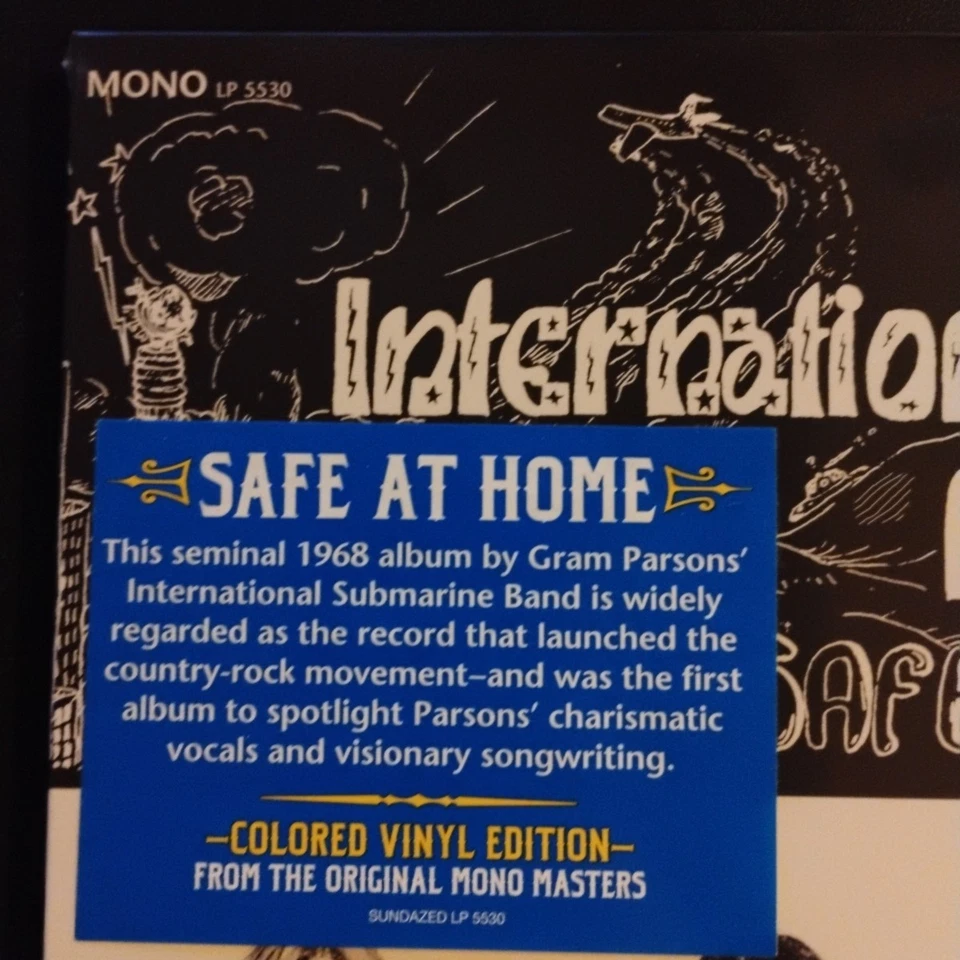 MONO LP 5530
Internatio
SAFE AT HOME
This seminal 1968 album by Gram Parsons'
International Submarine Band is widely
regarded as the record that launched the
country-rock movement–and was the first
album to spotlight Parsons' charismatic
vocals and visionary songwriting.
–COLORED VINYL EDITION–
FROM THE ORIGINAL MONO MASTERS
SUNDAZED LP 5530
SAFE